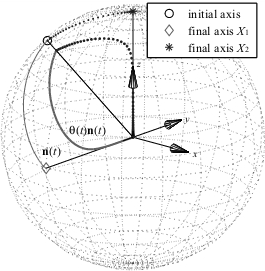 initial axis
final axis X₁
final axis X₂
z
y
θ(t)n(t)
n(t)
x